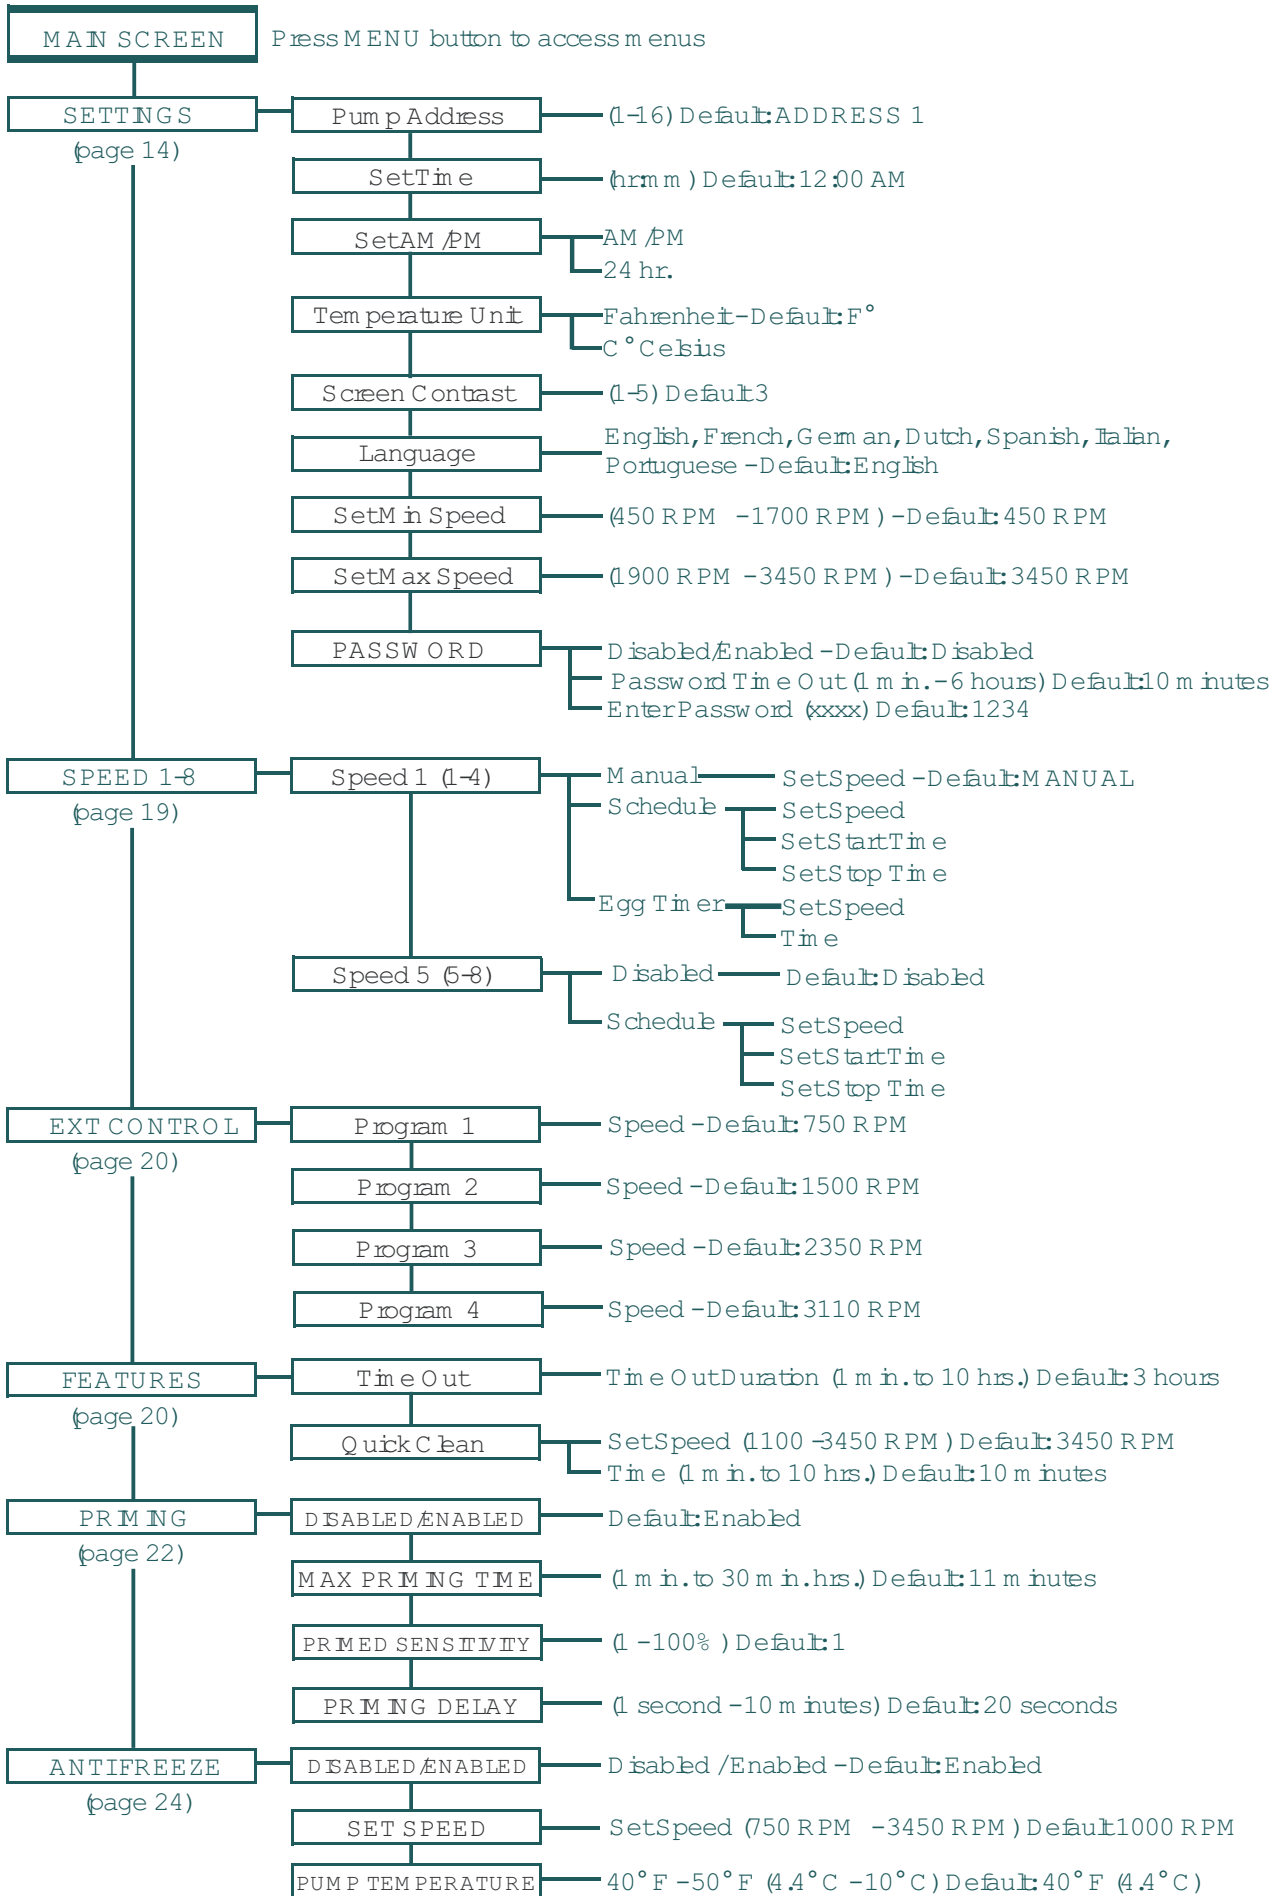 MAIN SCREEN Press MENU button to access menus
SETTINGS Pump Address (1-16) Default: ADDRESS 1
(page 14)
Set Time (hr:mm) Default: 12:00 AM
Set AM/PM AM/PM
24 hr.
Temperature Unit Fahrenheit - Default: F°
C° Celsius
Screen Contrast (1-5) Default 3
Language English, French, German, Dutch, Spanish, Italian,
Portuguese - Default: English
Set Min Speed (450 RPM - 1700 RPM) - Default: 450 RPM
Set Max Speed (1900 RPM - 3450 RPM) - Default: 3450 RPM
PASSWORD Disabled/Enabled - Default: Disabled
Password Time Out (1 min. - 6 hours) Default: 10 minutes
Enter Password (xxxx) Default: 1234
SPEED 1-8 Speed 1 (1-4) Manual Set Speed - Default: MANUAL
(page 19) Schedule Set Speed
Set Start Time
Set Stop Time
Egg Timer Set Speed
Time
Speed 5 (5-8) Disabled Default: Disabled
Schedule Set Speed
Set Start Time
Set Stop Time
EXT CONTROL Program 1 Speed - Default: 750 RPM
(page 20)
Program 2 Speed - Default: 1500 RPM
Program 3 Speed - Default: 2350 RPM
Program 4 Speed - Default: 3110 RPM
FEATURES Time Out Time Out Duration (1 min. to 10 hrs.) Default: 3 hours
(page 20)
Quick Clean Set Speed (1100 - 3450 RPM) Default: 3450 RPM
Time (1 min. to 10 hrs.) Default: 10 minutes
PRIMING DISABLED/ENABLED Default: Enabled
(page 22)
MAX PRIMING TIME (1 min. to 30 min. hrs.) Default: 11 minutes
PRIMED SENSITIVITY (1 - 100%) Default: 1
PRIMING DELAY (1 second - 10 minutes) Default: 20 seconds
ANTIFREEZE DISABLED/ENABLED Disabled / Enabled - Default: Enabled
(page 24)
SET SPEED Set Speed (750 RPM - 3450 RPM) Default 1000 RPM
PUMP TEMPERATURE 40°F - 50°F (4.4°C - 10°C) Default: 40°F (4.4°C)